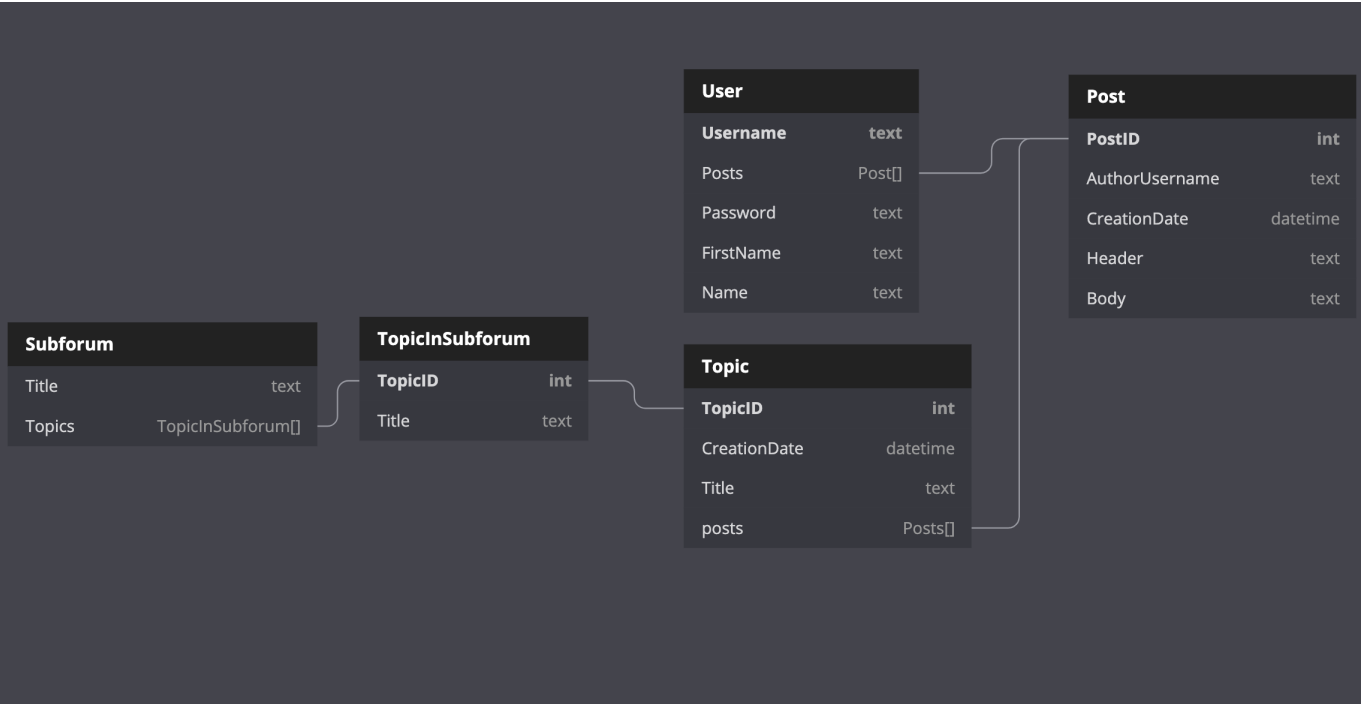 User
Username text
Posts Post[]
Password text
FirstName text
Name text
Post
PostID int
AuthorUsername text
CreationDate datetime
Header text
Body text
Subforum
Title text
Topics TopicInSubforum[]
TopicInSubforum
TopicID int
Title text
Topic
TopicID int
CreationDate datetime
Title text
posts Posts[]